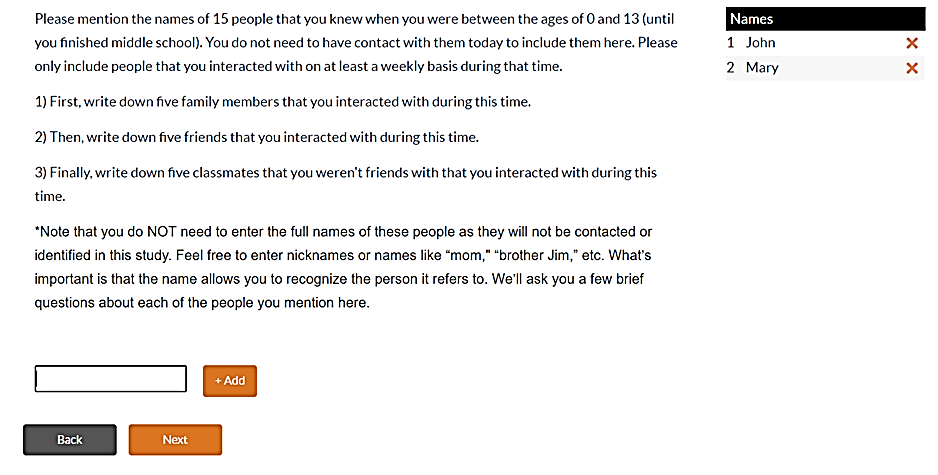 Please mention the names of 15 people that you knew when you were between the ages of 0 and 13 (until
you finished middle school). You do not need to have contact with them today to include them here. Please
only include people that you interacted with on at least a weekly basis during that time.
1) First, write down five family members that you interacted with during this time.
2) Then, write down five friends that you interacted with during this time.
3) Finally, write down five classmates that you weren't friends with that you interacted with during this
time.
*Note that you do NOT need to enter the full names of these people as they will not be contacted or
identified in this study. Feel free to enter nicknames or names like “mom,” “brother Jim,” etc. What's
important is that the name allows you to recognize the person it refers to. We'll ask you a few brief
questions about each of the people you mention here.
+ Add
Back
Next
Names
1 John
2 Mary